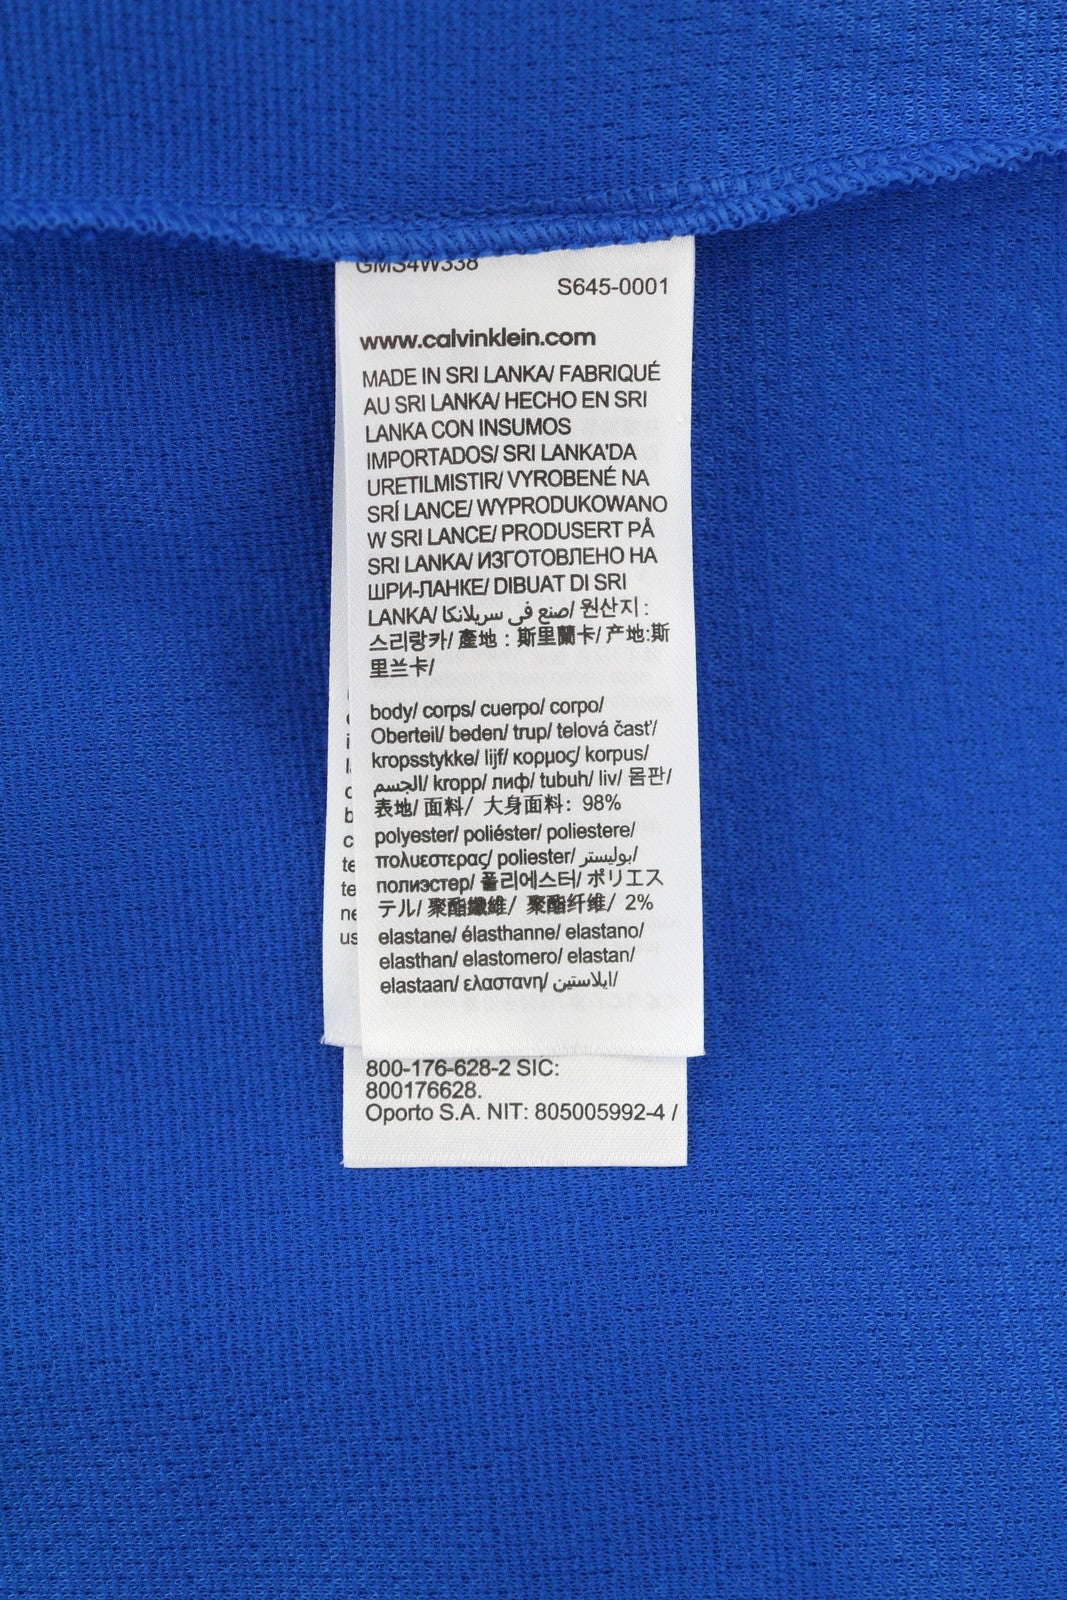 GMS4W338
S645-0001
www.calvinklein.com
MADE IN SRI LANKA/ FABRIQUÉ
AU SRI LANKA/ HECHO EN SRI
LANKA CON INSUMOS
IMPORTADOS/ SRI LANKA'DA
URETILMISTIR/ VYROBENÉ NA
SRÍ LANCE/ WYPRODUKOWANO
W SRI LANCE/ PRODUSERT PÅ
SRI LANKA/ ИЗГОТОВЛЕНО НА
ШРИ-ЛАНКЕ/ DIBUAT DI SRI
LANKA/ صنع في سريلانكا/ 원산지 :
스리랑카/ 產地 : 斯里蘭卡/ 产地:斯
里兰卡/
body/ corps/ cuerpo/ corpo/
Oberteil/ beden/ trup/ telová časť/
kropsstykke/ lijf/ κορμος/ korpus/
الجسم/ kropp/ лиф/ tubuh/ liv/ 몸판/
表地/ 面料/ 大身面料: 98%
polyester/ poliéster/ poliestere/
πολυεστερας/ poliester/ بوليستر/
полиэстер/ 폴리에스터/ ポリエス
テル/ 聚酯纖維/ 聚酯纤维/ 2%
elastane/ élasthanne/ elastano/
elasthan/ elastomero/ elastan/
elastaan/ ελαστανη/ ايلاستين/
800-176-628-2 SIC:
800176628.
Oporto S.A. NIT: 805005992-4 /